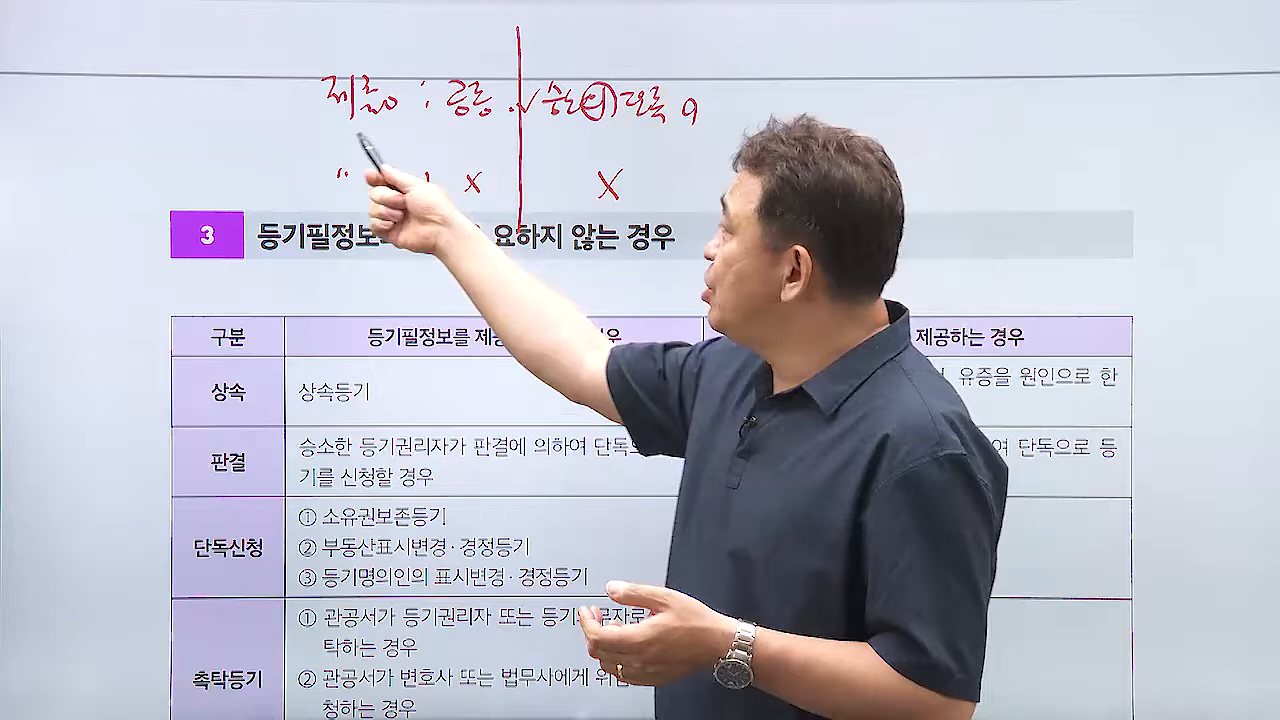 제공 : 공동
" : X X
3 등기필정보 요하지 않는 경우
구분 등기필정보를 제공 제공하는 경우
상속 상속등기 유증을 원인으로 한
판결 승소한 등기권리자가 판결에 의하여 단독으
기를 신청할 경우
여 단독으로 등
단독신청 ① 소유권보존등기
② 부동산표시변경·경정등기
③ 등기명의인의 표시변경·경정등기
촉탁등기 ① 관공서가 등기권리자 또는 등기 무자로
탁하는 경우
② 관공서가 변호사 또는 법무사에게 위
청하는 경우